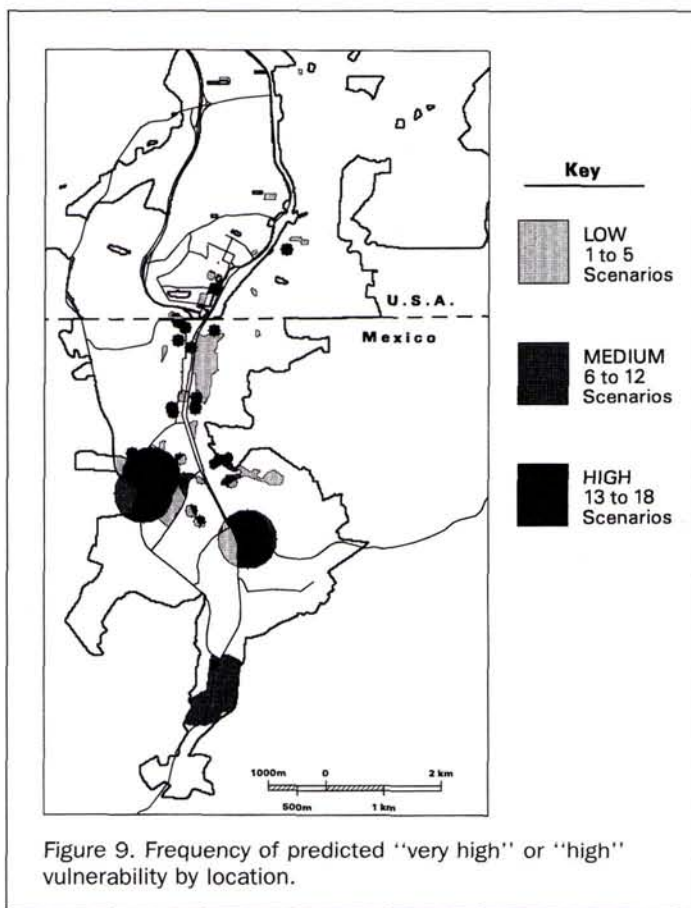 Key
LOW
1 to 5
Scenarios
U.S.A.
Mexico
MEDIUM
6 to 12
Scenarios
HIGH
13 to 18
Scenarios
1000m 0 2 km
500m 1 km
Figure 9. Frequency of predicted "very high" or "high"
vulnerability by location.